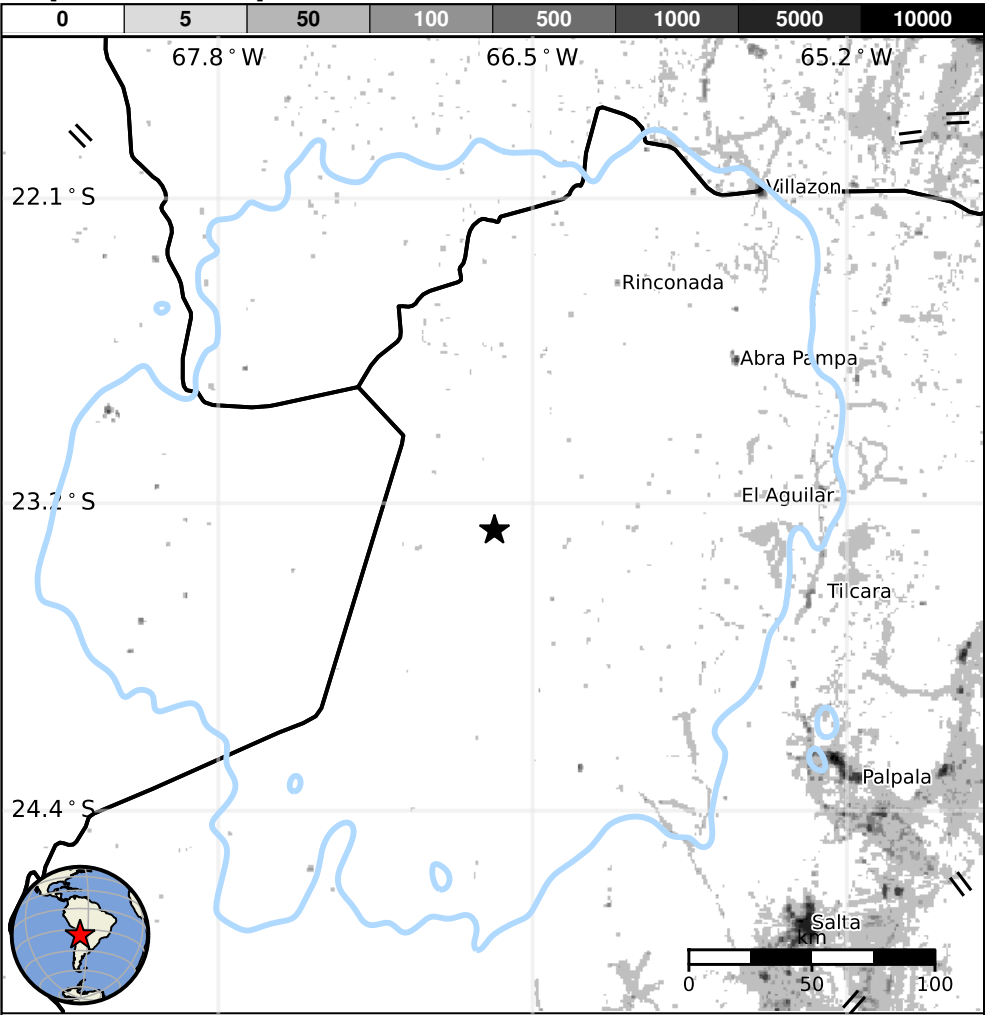 0 5 50 100 500 1000 5000 10000
67.8°W 66.5°W 65.2°W
Villazon
22.1°S
Rinconada
Abra Pampa
El Aguilar
23.2°S
Tilcara
Palpala
24.4°S
Salta
km
0 50 100